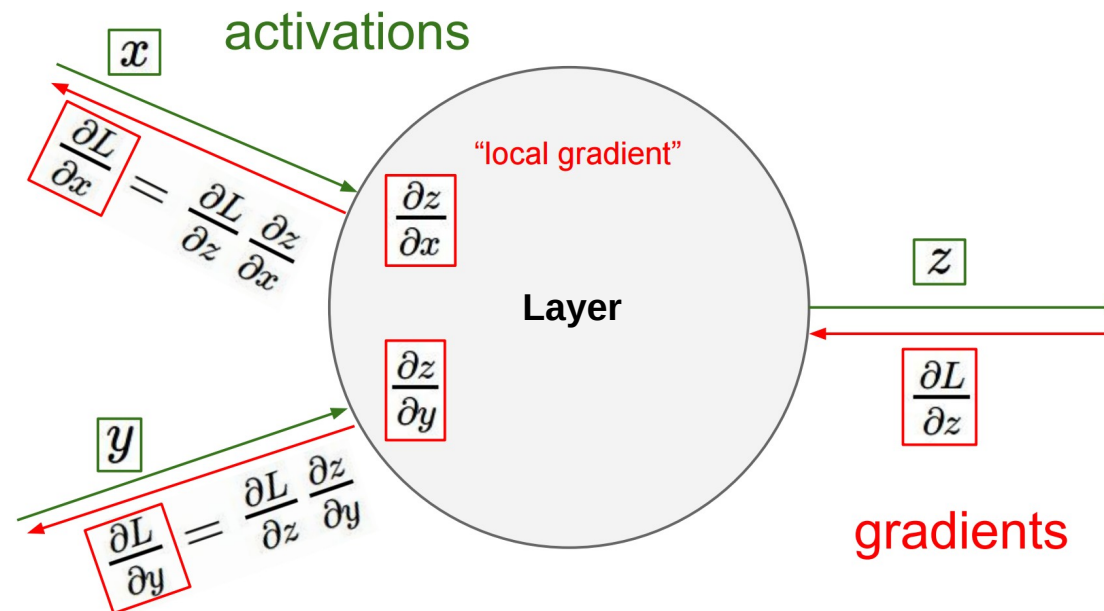 activations
x
∂L/∂x = ∂L/∂z ∂z/∂x
“local gradient”
∂z/∂x
z
Layer
∂z/∂y
∂L/∂z
y
∂L/∂y = ∂L/∂z ∂z/∂y
gradients